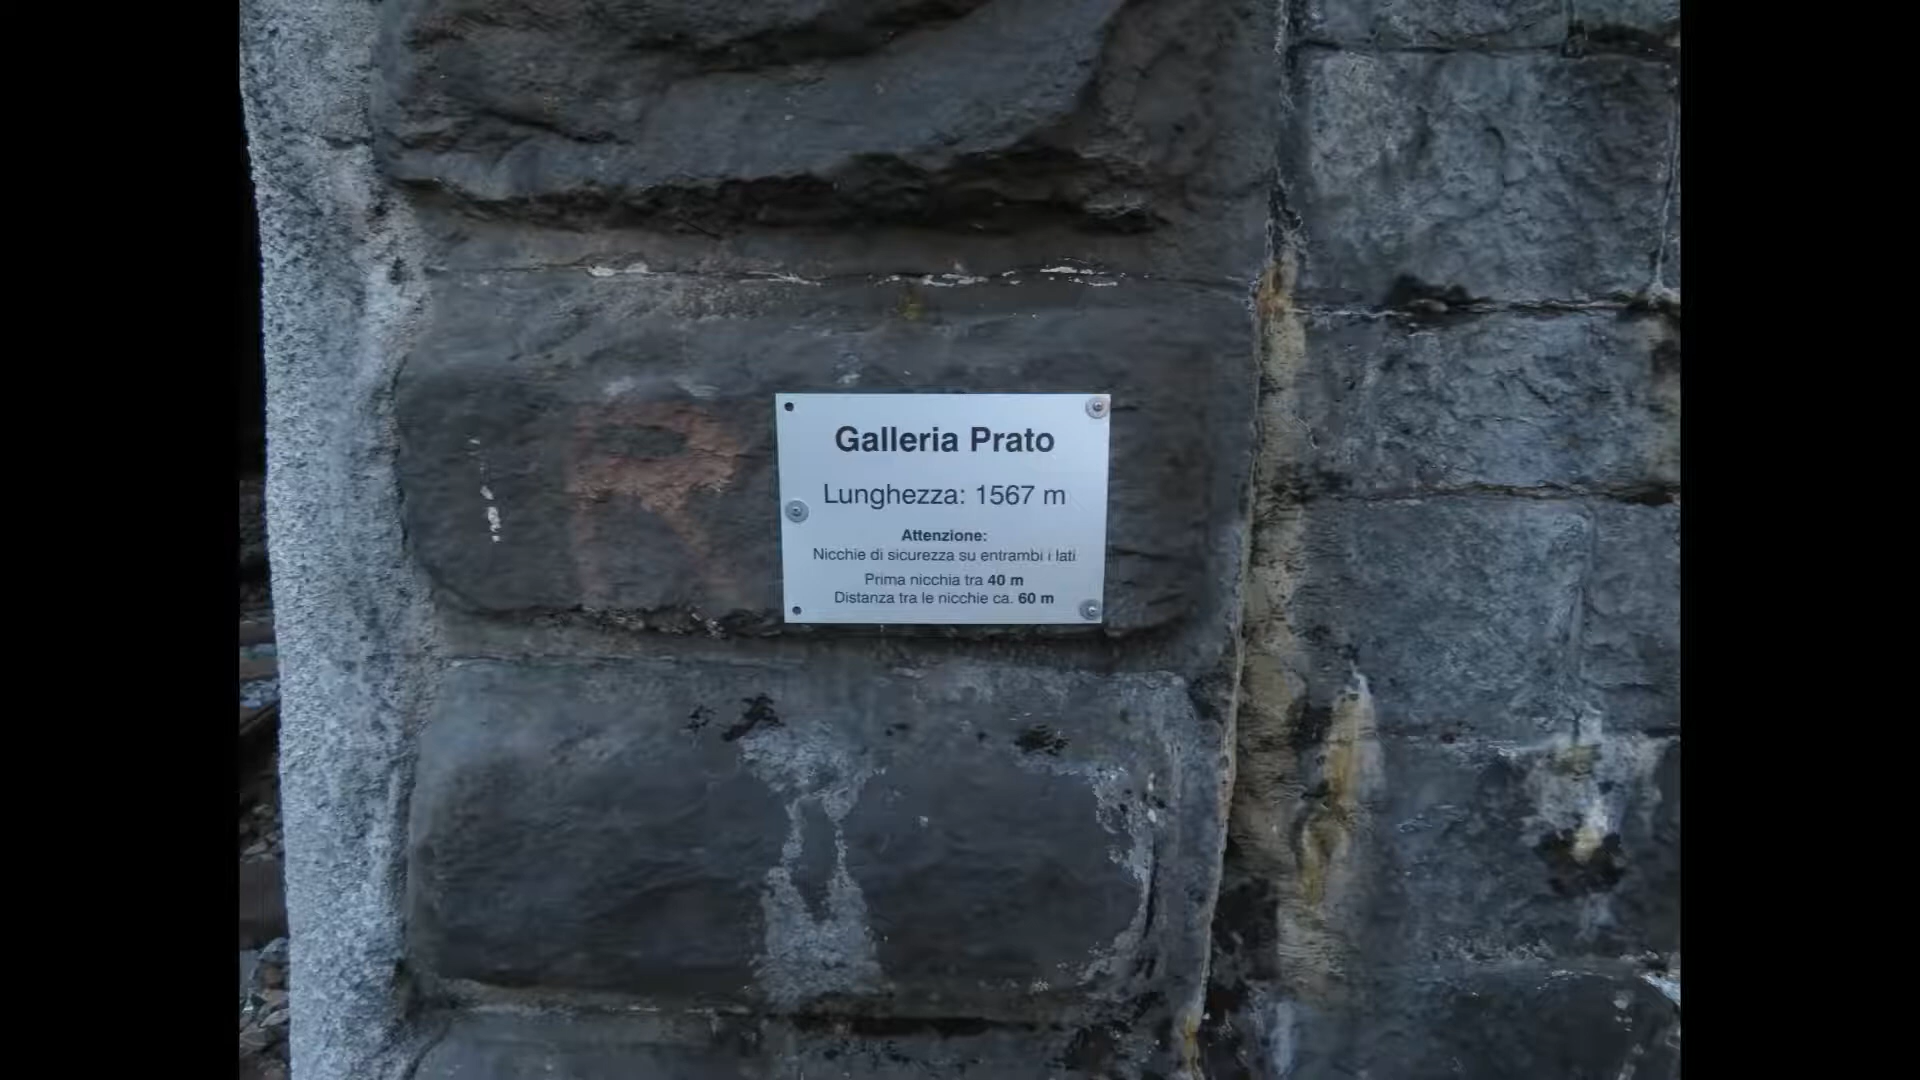 Galleria Prato
Lunghezza: 1567 m
Attenzione:
Nicchie di sicurezza su entrambi i lati
Prima nicchia tra 40 m
Distanza tra le nicchie ca. 60 m
R